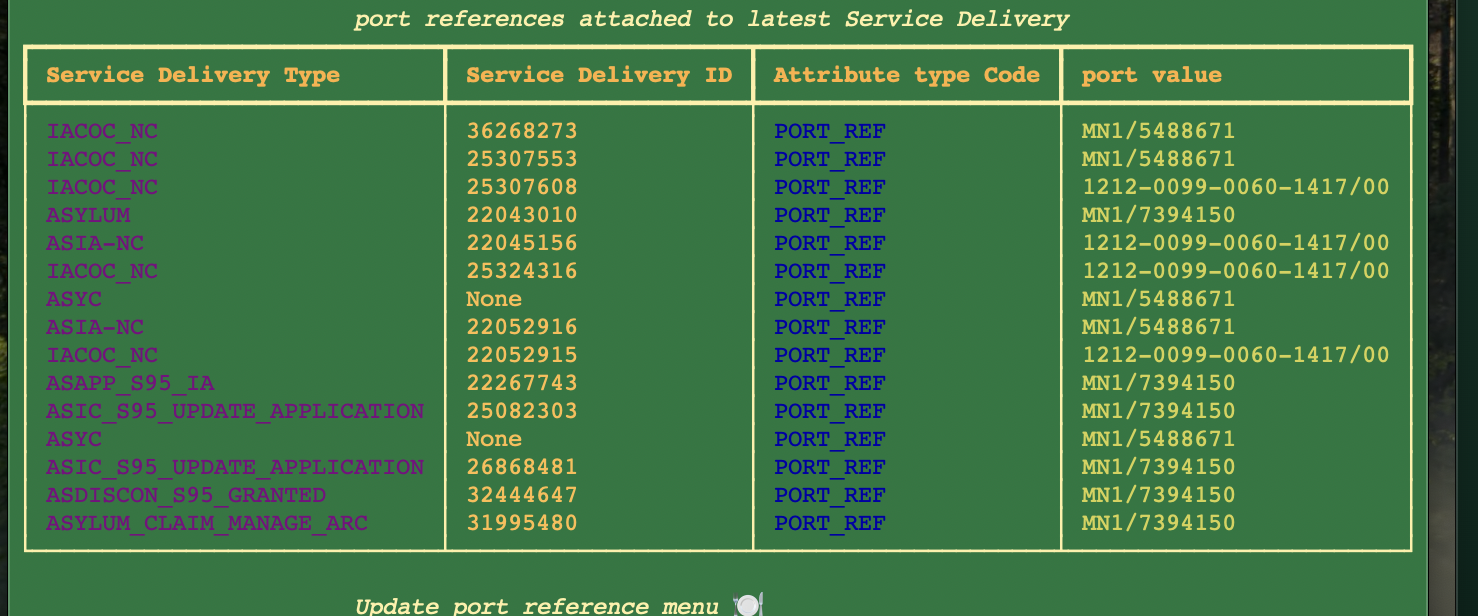 port references attached to latest Service Delivery
Service Delivery Type Service Delivery ID Attribute type Code port value
IACOC_NC 36268273 PORT_REF MN1/5488671
IACOC_NC 25307553 PORT_REF MN1/5488671
IACOC_NC 25307608 PORT_REF 1212-0099-0060-1417/00
ASYLUM 22043010 PORT_REF MN1/7394150
ASIA-NC 22045156 PORT_REF 1212-0099-0060-1417/00
IACOC_NC 25324316 PORT_REF 1212-0099-0060-1417/00
ASYC None PORT_REF MN1/5488671
ASIA-NC 22052916 PORT_REF MN1/5488671
IACOC_NC 22052915 PORT_REF 1212-0099-0060-1417/00
ASAPP_S95_IA 22267743 PORT_REF MN1/7394150
ASIC_S95_UPDATE_APPLICATION 25082303 PORT_REF MN1/7394150
ASYC None PORT_REF MN1/5488671
ASIC_S95_UPDATE_APPLICATION 26868481 PORT_REF MN1/7394150
ASDISCON_S95_GRANTED 32444647 PORT_REF MN1/7394150
ASYLUM_CLAIM_MANAGE_ARC 31995480 PORT_REF MN1/7394150
Update port reference menu 🍽️